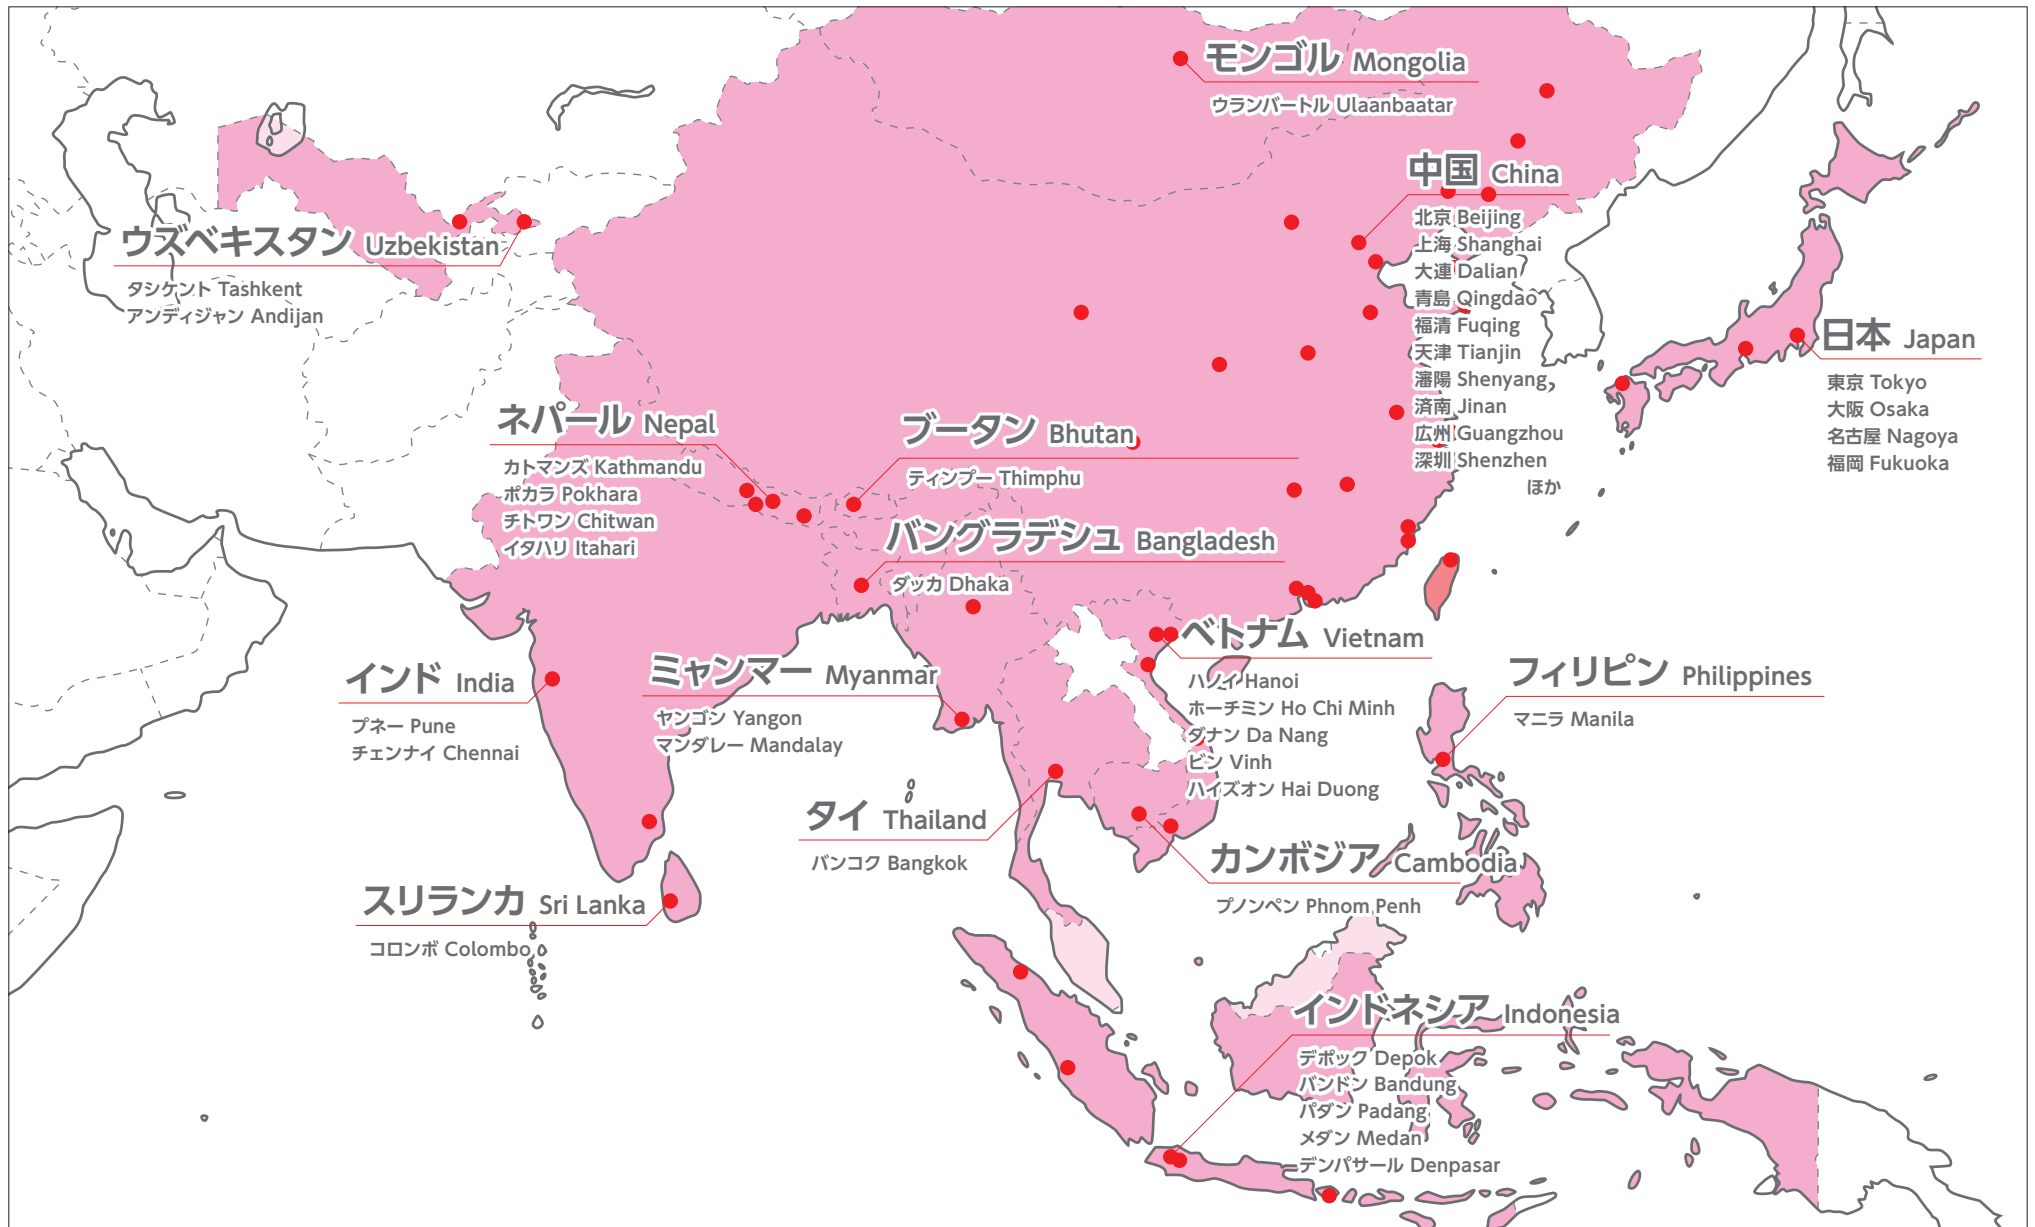 モンゴル Mongolia
ウランバートル Ulaanbaatar
中国 China
北京 Beijing
上海 Shanghai
大連 Dalian
青島 Qingdao
福清 Fuqing
天津 Tianjin
瀋陽 Shenyang
済南 Jinan
広州 Guangzhou
深圳 Shenzhen
ほか
ウズベキスタン Uzbekistan
タシケント Tashkent
アンディジャン Andijan
日本 Japan
東京 Tokyo
大阪 Osaka
名古屋 Nagoya
福岡 Fukuoka
ネパール Nepal
カトマンズ Kathmandu
ポカラ Pokhara
チトワン Chitwan
イタハリ Itahari
ブータン Bhutan
ティンプー Thimphu
バングラデシュ Bangladesh
ダッカ Dhaka
ベトナム Vietnam
ハノイ Hanoi
ホーチミン Ho Chi Minh
ダナン Da Nang
ビン Vinh
ハイズオン Hai Duong
インド India
プネー Pune
チェンナイ Chennai
ミャンマー Myanmar
ヤンゴン Yangon
マンダレー Mandalay
フィリピン Philippines
マニラ Manila
タイ Thailand
バンコク Bangkok
カンボジア Cambodia
プノンペン Phnom Penh
スリランカ Sri Lanka
コロンボ Colombo
インドネシア Indonesia
デポック Depok
バンドン Bandung
パダン Padang
メダン Medan
デンパサール Denpasar